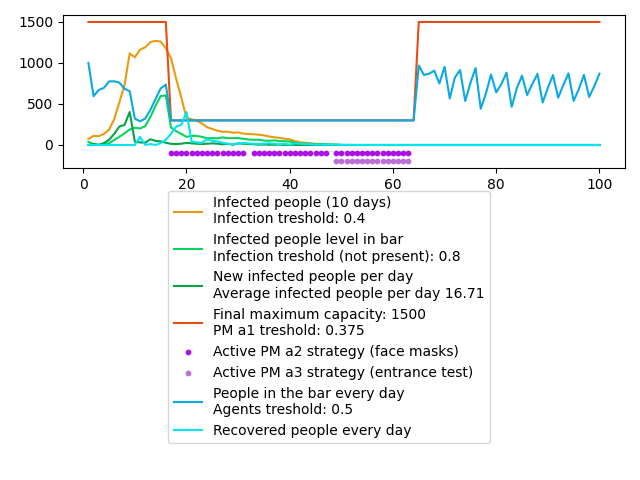 1500
1000
500
0
0
20
40
60
80
100
Infected people (10 days)
Infection treshold: 0.4
Infected people level in bar
Infection treshold (not present): 0.8
New infected people per day
Average infected people per day 16.71
Final maximum capacity: 1500
PM a1 treshold: 0.375
Active PM a2 strategy (face masks)
Active PM a3 strategy (entrance test)
People in the bar every day
Agents treshold: 0.5
Recovered people every day